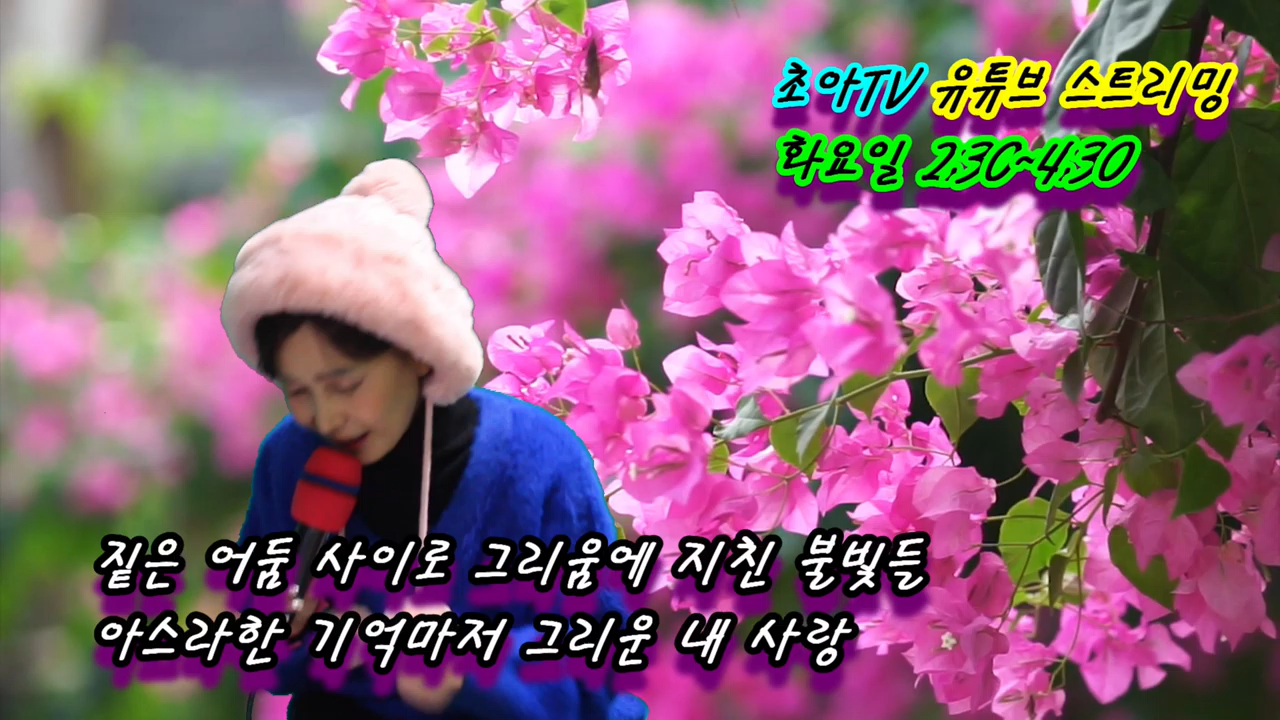 초아TV 유튜브 스트리밍
화요일 2:30~4:30
짙은 어둠 사이로 그리움에 지친 불빛들
아스라한 기억마저 그리운 내 사랑